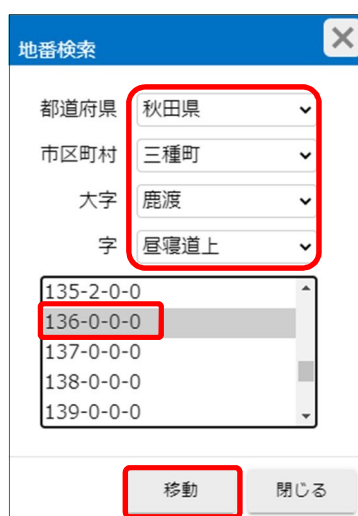 地番検索
都道府県 秋田県
市区町村 三種町
大字 鹿渡
字 昼寝道上
135-2-0-0
136-0-0-0
137-0-0-0
138-0-0-0
139-0-0-0
移動 閉じる